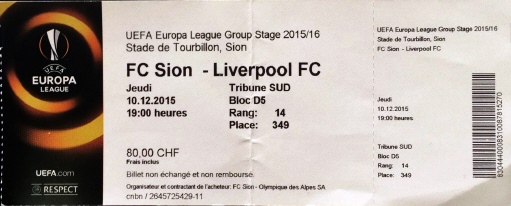 UEFA
EUROPA
LEAGUE
UEFA.com
RESPECT
UEFA Europa League Group Stage 2015/16
Stade de Tourbillon, Sion
FC Sion - Liverpool FC
Jeudi Tribune SUD
10.12.2015 Bloc D5
19:00 heures Rang: 14
Place: 349
80,00 CHF
Frais inclus
Billet non échangé et non remboursé
Organisateur et contractant de l'acheteur: FC Sion - Olympique des Alpes SA
cnbn / 2645725429-11
UEFA Europa League Group Stage 2015/16
Stade de Tourbillon, Sion
FC Sion - Liverpool FC
Jeudi
10.12.2015
19:00 heures
Tribune SUD
Bloc D5
Rang: 14
Place: 349